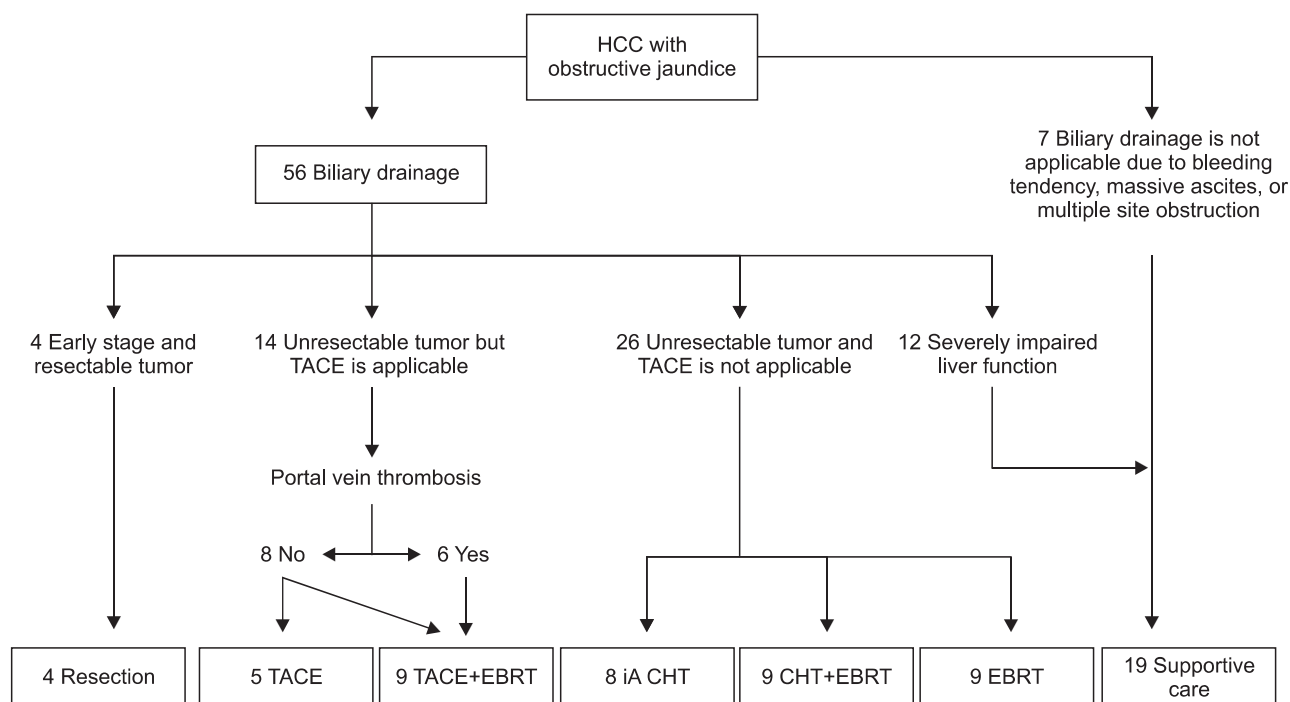 HCC with
obstructive jaundice
56 Biliary drainage
7 Biliary drainage is not
applicable due to bleeding
tendency, massive ascites, or
multiple site obstruction
4 Early stage and
resectable tumor
14 Unresectable tumor but
TACE is applicable
26 Unresectable tumor and
TACE is not applicable
12 Severely impaired
liver function
Portal vein thrombosis
8 No
6 Yes
4 Resection
5 TACE
9 TACE+EBRT
8 iA CHT
9 CHT+EBRT
9 EBRT
19 Supportive
care